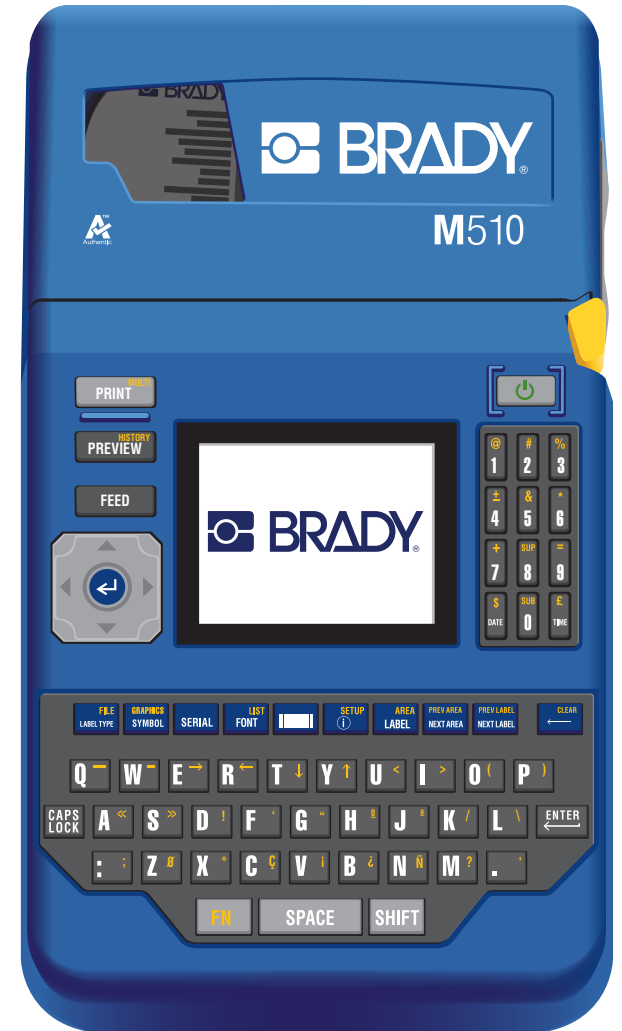 BRADY
BRADY®
A™
Authentic
M510
MULTI
PRINT
HISTORY
PREVIEW
FEED
BRADY®
@ # %
1 2 3
± & *
4 5 6
+ SUP =
7 8 9
$ SUB £
DATE 0 TIME
FILE GRAPHICS LIST SETUP AREA PREV AREA PREV LABEL CLEAR
LABEL TYPE SYMBOL SERIAL FONT i LABEL NEXT AREA NEXT LABEL ←
Q — W - E → R ← T ↓ Y ↑ U < I > O ( P )
CAPS LOCK A « S » D ! F ‘ G “ H º J ª K / L \ ENTER
: ; Z Ø X ° C Ç V ¡ B ¿ N Ñ M ? . ’
FN SPACE SHIFT